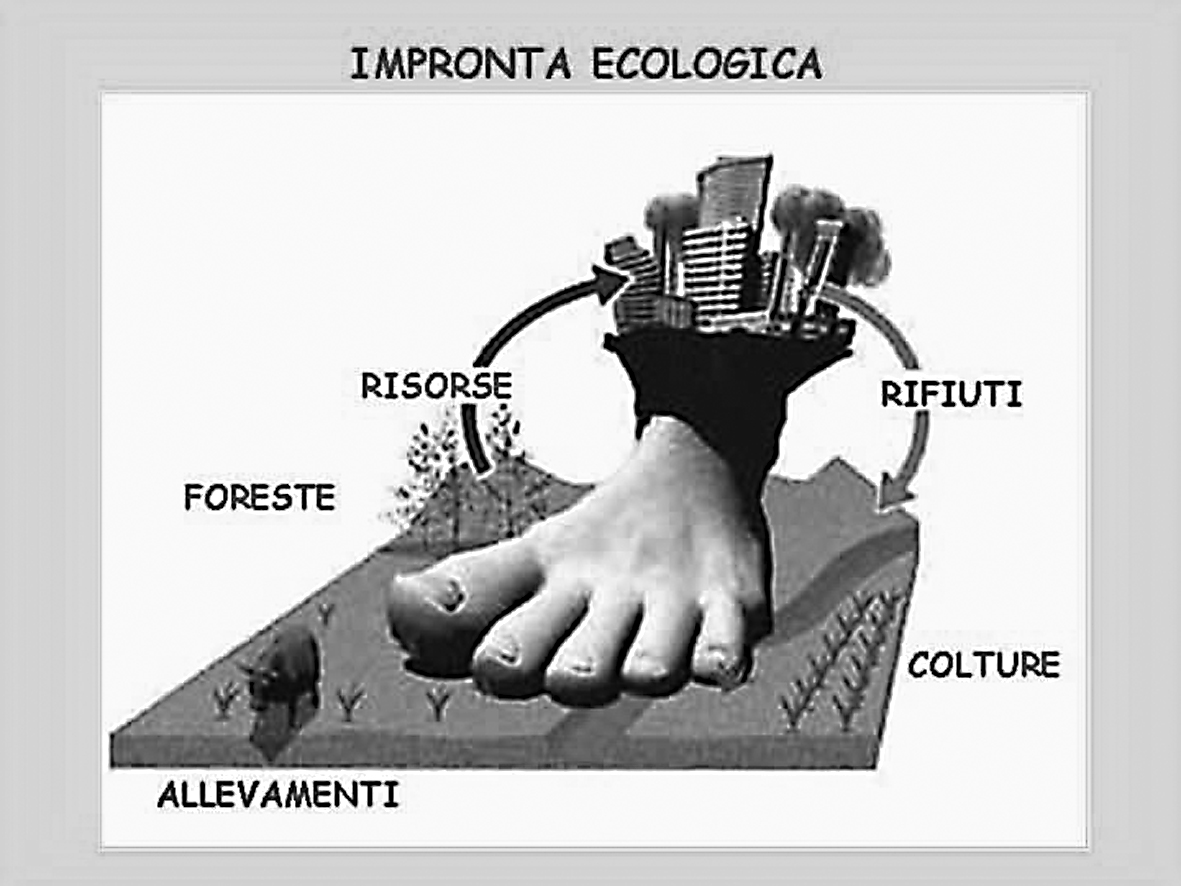 IMPRONTA ECOLOGICA
RISORSE
RIFIUTI
FORESTE
COLTURE
ALLEVAMENTI